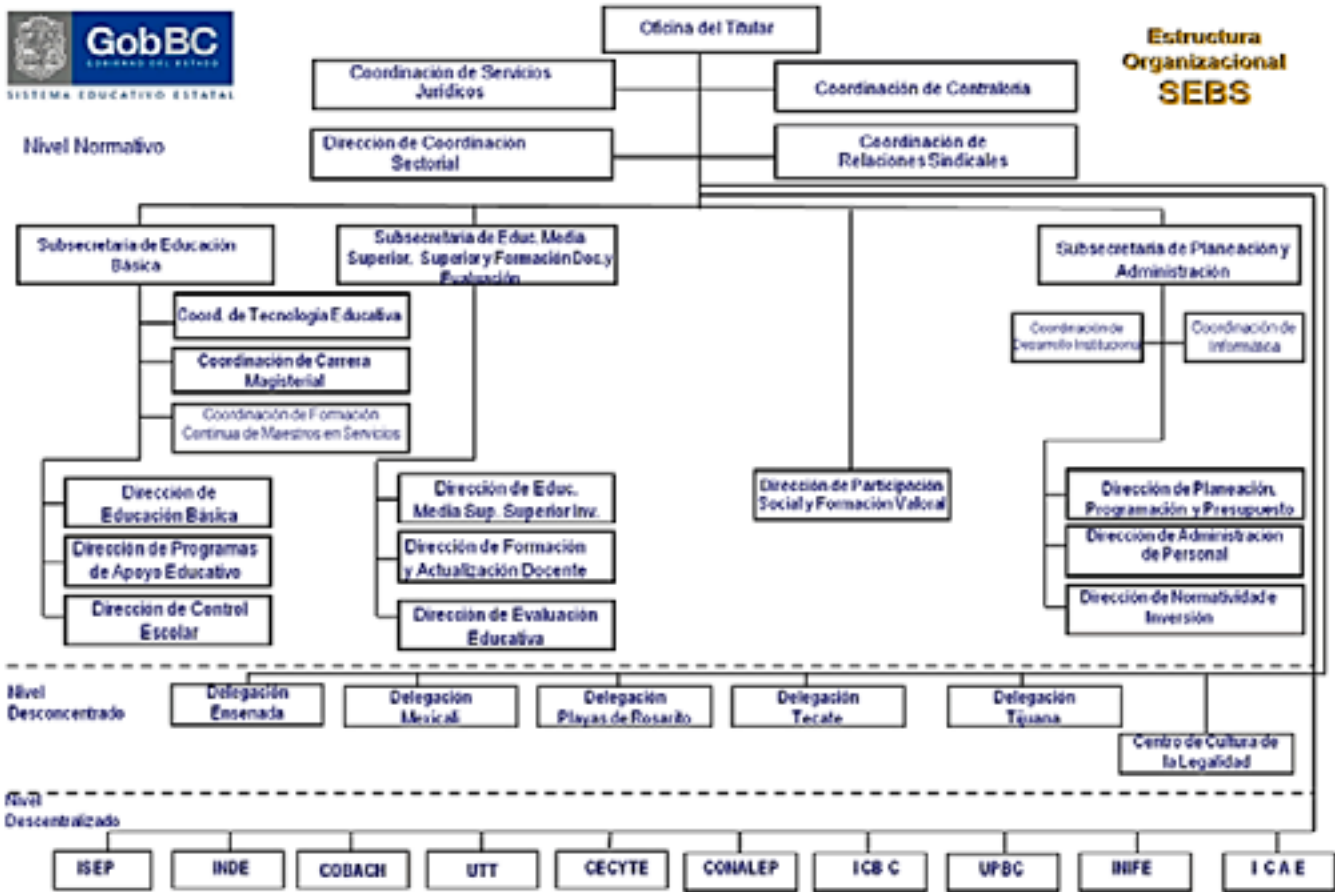 GobBC
GOBIERNO DEL ESTADO
SISTEMA EDUCATIVO ESTATAL
Estructura
Organizacional
SEBS
Oficina del Titular
Coordinación de Servicios
Jurídicos
Coordinación de Contraloría
Nivel Normativo
Dirección de Coordinación
Sectorial
Coordinación de
Relaciones Sindicales
Subsecretaria de Educación
Básica
Subsecretaria de Educ. Media
Superior, Superior y Formación Doc. y
Evaluación
Subsecretaria de Planeación y
Administración
Coord. de Tecnología Educativa
Coordinación de Carrera
Magisterial
Coordinación de Formación
Continua de Maestros en Servicios
Coordinación de
Desarrollo Instituciona
Coordinación de
Informática
Dirección de
Educación Básica
Dirección de Programas
de Apoyo Educativo
Dirección de Control
Escolar
Dirección de Educ.
Media Sup. Superior Inv.
Dirección de Formación
y Actualización Docente
Dirección de Evaluación
Educativa
Dirección de Participación
Social y Formación Valoral
Dirección de Planeación,
Programación y Presupuesto
Dirección de Administración
de Personal
Dirección de Normatividad e
Inversión
Nivel
Desconcentrado
Delegación
Ensenada
Delegación
Mexicali
Delegación
Playas de Rosarito
Delegación
Tecate
Delegación
Tijuana
Centro de Cultura de
la Legalidad
Nivel
Descentralizado
ISEP
INDE
COBACH
UTT
CECYTE
CONALEP
ICB C
UPBC
INIFE
I C A E